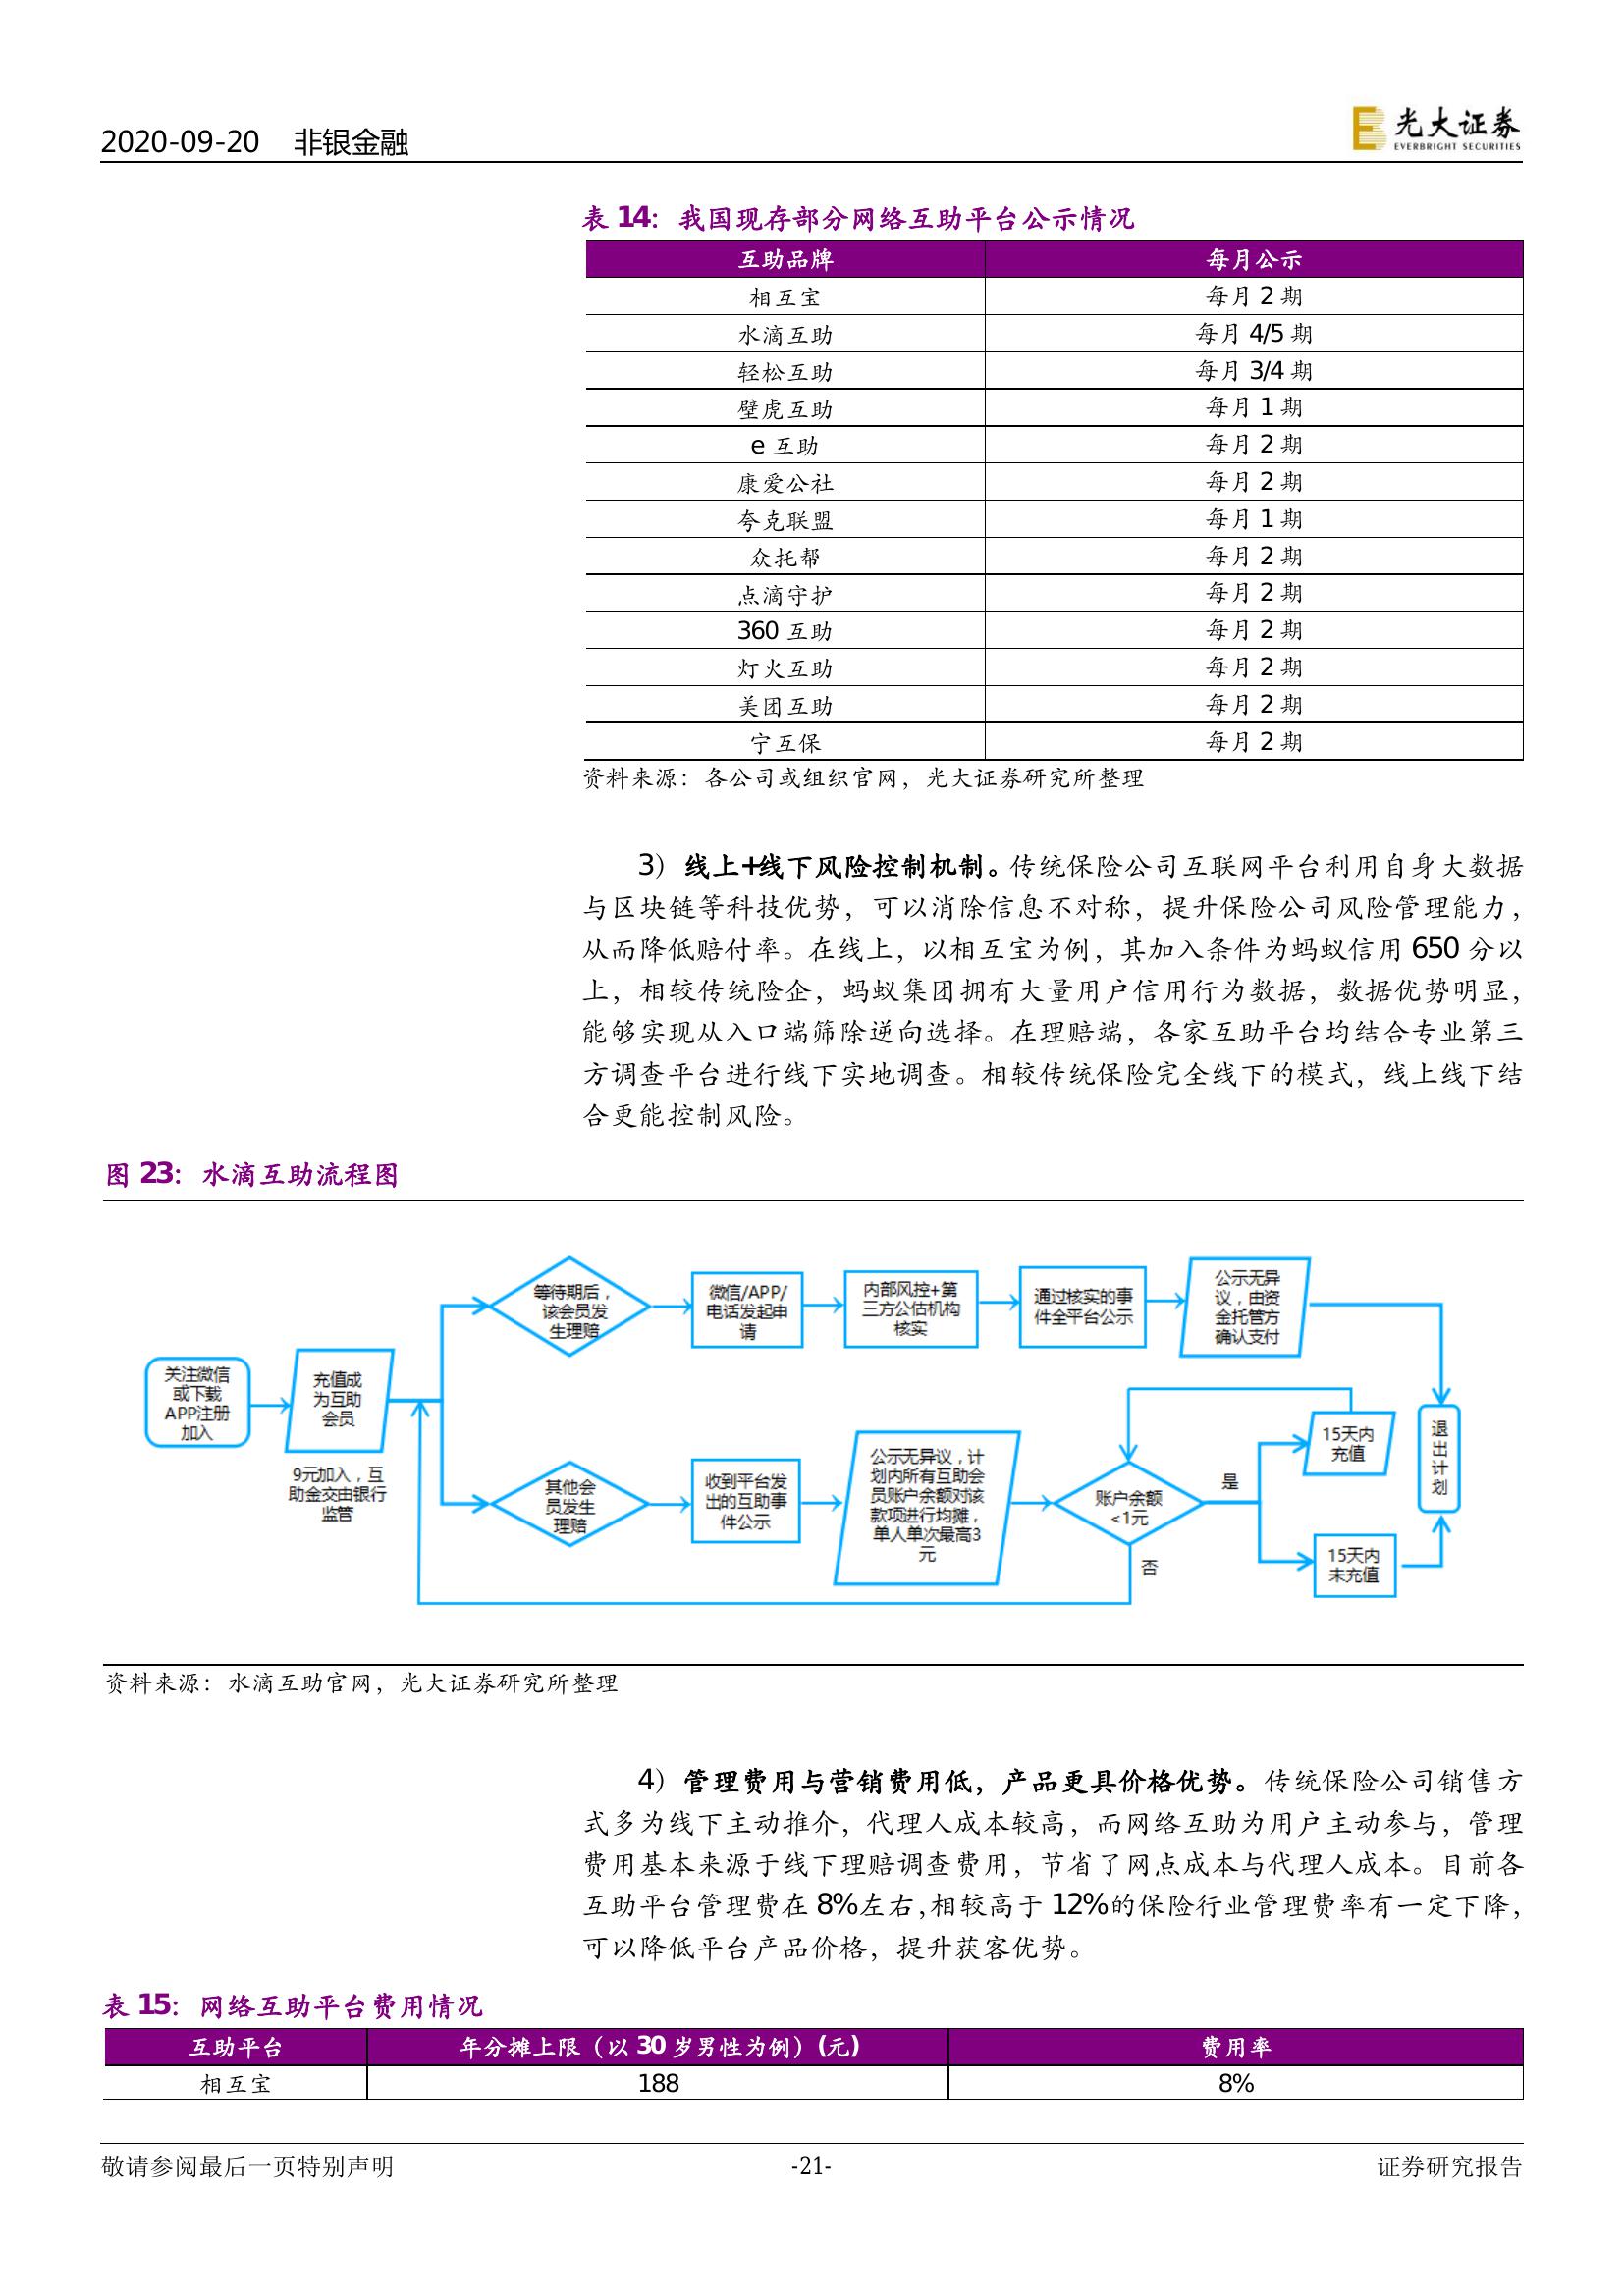 2020-09-20 非银金融
光大证券
EVERBRIGHT SECURITIES
表 14：我国现存部分网络互助平台公示情况
互助品牌 每月公示
相互宝 每月 2 期
水滴互助 每月 4/5 期
轻松互助 每月 3/4 期
壁虎互助 每月 1 期
e 互助 每月 2 期
康爱公社 每月 2 期
夸克联盟 每月 1 期
众托帮 每月 2 期
点滴守护 每月 2 期
360 互助 每月 2 期
灯火互助 每月 2 期
美团互助 每月 2 期
宁互保 每月 2 期
资料来源：各公司或组织官网，光大证券研究所整理
3）线上+线下风险控制机制。传统保险公司互联网平台利用自身大数据
与区块链等科技优势，可以消除信息不对称，提升保险公司风险管理能力，
从而降低赔付率。在线上，以相互宝为例，其加入条件为蚂蚁信用 650 分以
上，相较传统险企，蚂蚁集团拥有大量用户信用行为数据，数据优势明显，
能够实现从入口端筛除逆向选择。在理赔端，各家互助平台均结合专业第三
方调查平台进行线下实地调查。相较传统保险完全线下的模式，线上线下结
合更能控制风险。
图 23：水滴互助流程图
关注微信
或下载
APP注册
加入
充值成
为互助
会员
9元加入，互
助金交由银行
监管
等待期后，
该会员发
生理赔
微信/APP/
电话发起申
请
内部风控+第
三方公估机构
核实
通过核实的事
件全平台公示
公示无异
议，由资
金托管方
确认支付
其他会
员发生
理赔
收到平台发
出的互助事
件公示
公示无异议，计
划内所有互助会
员账户余额对该
款项进行均摊，
单人单次最高3
元
账户余额
<1元
是
否
15天内
充值
15天内
未充值
退
出
计
划
资料来源：水滴互助官网，光大证券研究所整理
4）管理费用与营销费用低，产品更具价格优势。传统保险公司销售方
式多为线下主动推介，代理人成本较高，而网络互助为用户主动参与，管理
费用基本来源于线下理赔调查费用，节省了网点成本与代理人成本。目前各
互助平台管理费在 8%左右，相较高于 12%的保险行业管理费率有一定下降，
可以降低平台产品价格，提升获客优势。
表 15：网络互助平台费用情况
互助平台 年分摊上限（以 30 岁男性为例）(元) 费用率
相互宝 188 8%
敬请参阅最后一页特别声明 -21- 证券研究报告